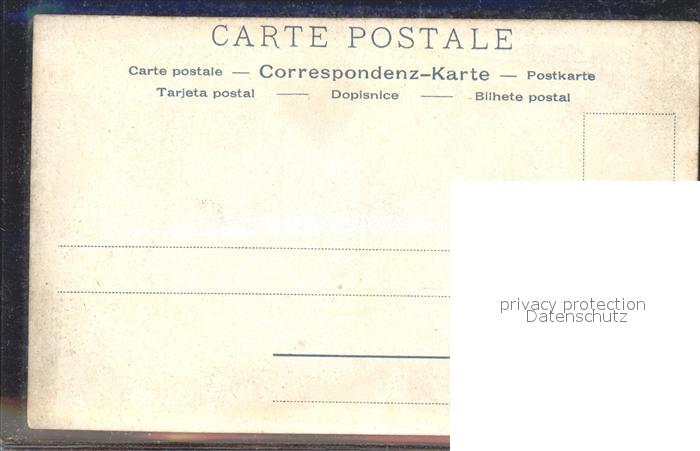 CARTE POSTALE
Carte postale — Correspondenz-Karte — Postkarte
Tarjeta postal — Dopisnice — Bilhete postal
privacy protection
Datenschutz